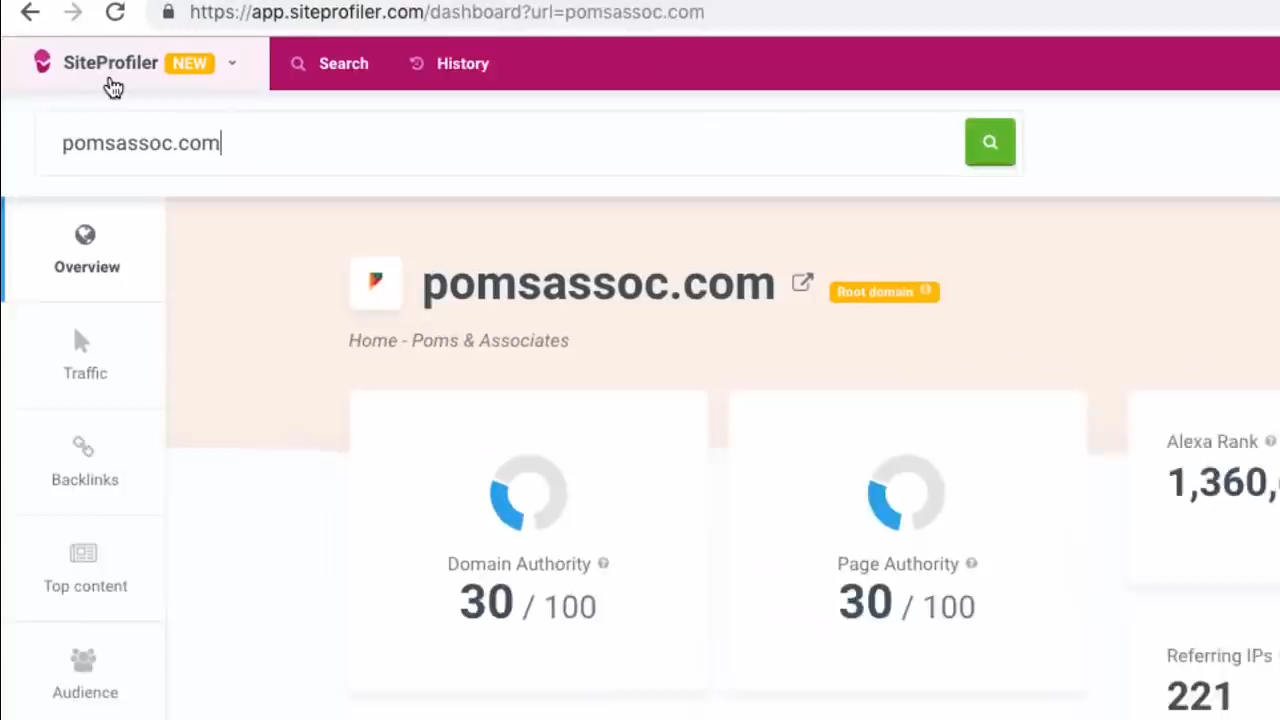 https://app.siteprofiler.com/dashboard?url=pomsassoc.com
SiteProfiler NEW Search History
pomsassoc.com
Overview
Traffic
Backlinks
Top content
Audience
pomsassoc.com Root domain
Home - Poms & Associates
Domain Authority
30 / 100
Page Authority
30 / 100
Alexa Rank
1,360,
Referring IPs
221